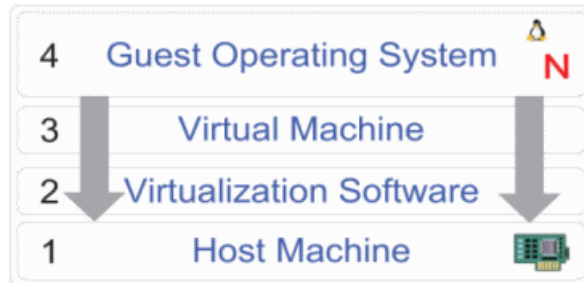 4 Guest Operating System N
3 Virtual Machine
2 Virtualization Software
1 Host Machine